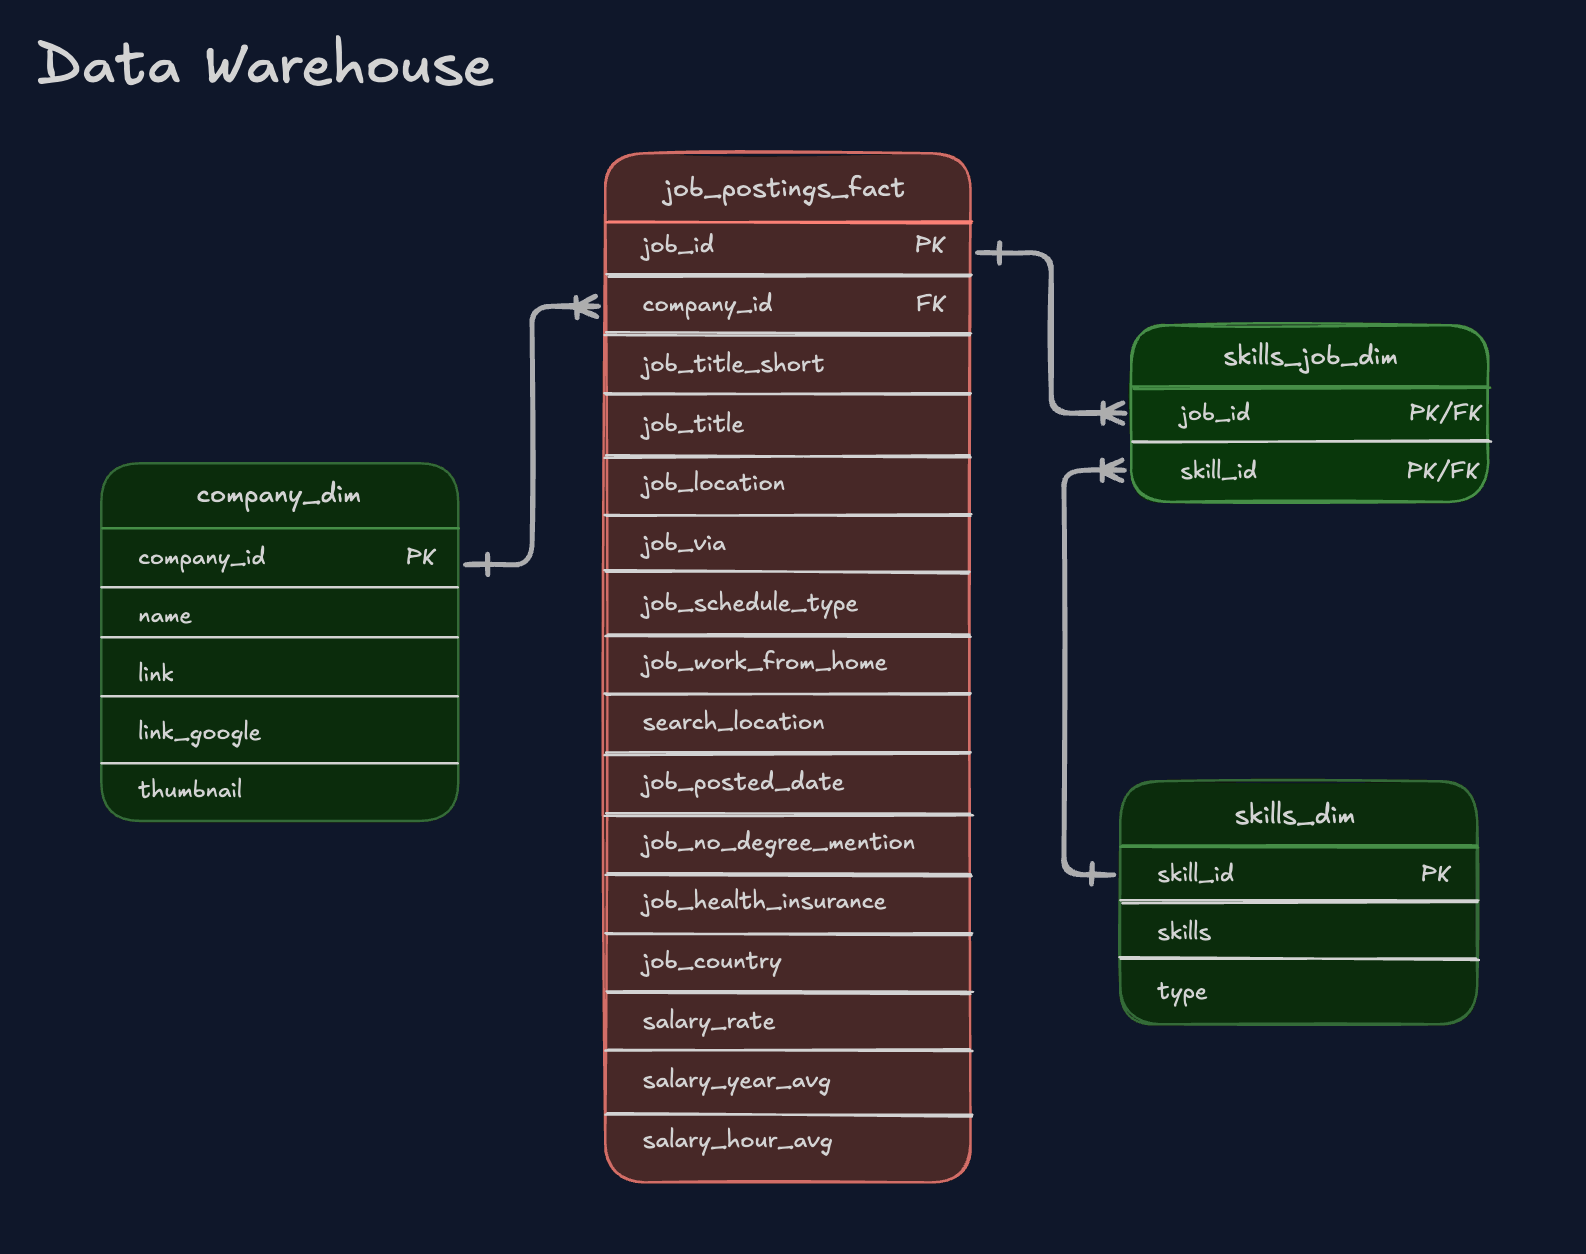 Data Warehouse
job_postings_fact
job_id PK
company_id FK
job_title_short
job_title
job_location
job_via
job_schedule_type
job_work_from_home
search_location
job_posted_date
job_no_degree_mention
job_health_insurance
job_country
salary_rate
salary_year_avg
salary_hour_avg
company_dim
company_id PK
name
link
link_google
thumbnail
skills_job_dim
job_id PK/FK
skill_id PK/FK
skills_dim
skill_id PK
skills
type